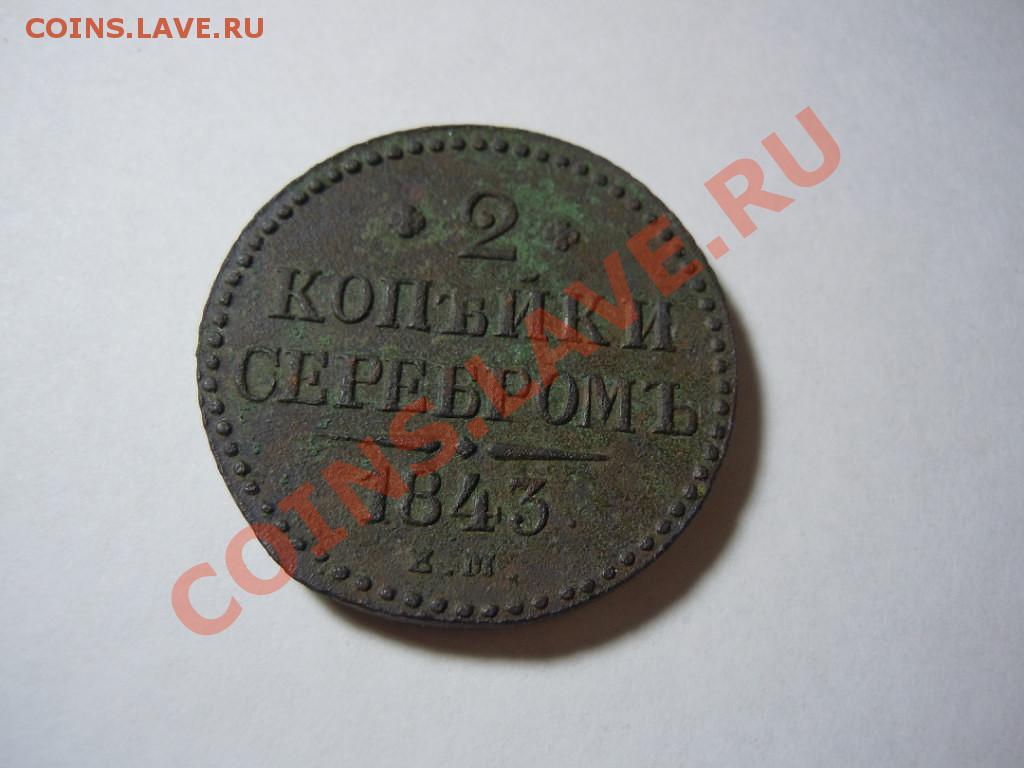 COINS.LAVE.RU
2
КОПѢЙКИ
СЕРЕБРОМЪ
1843
Е.М.
COINS.LAVE.RU